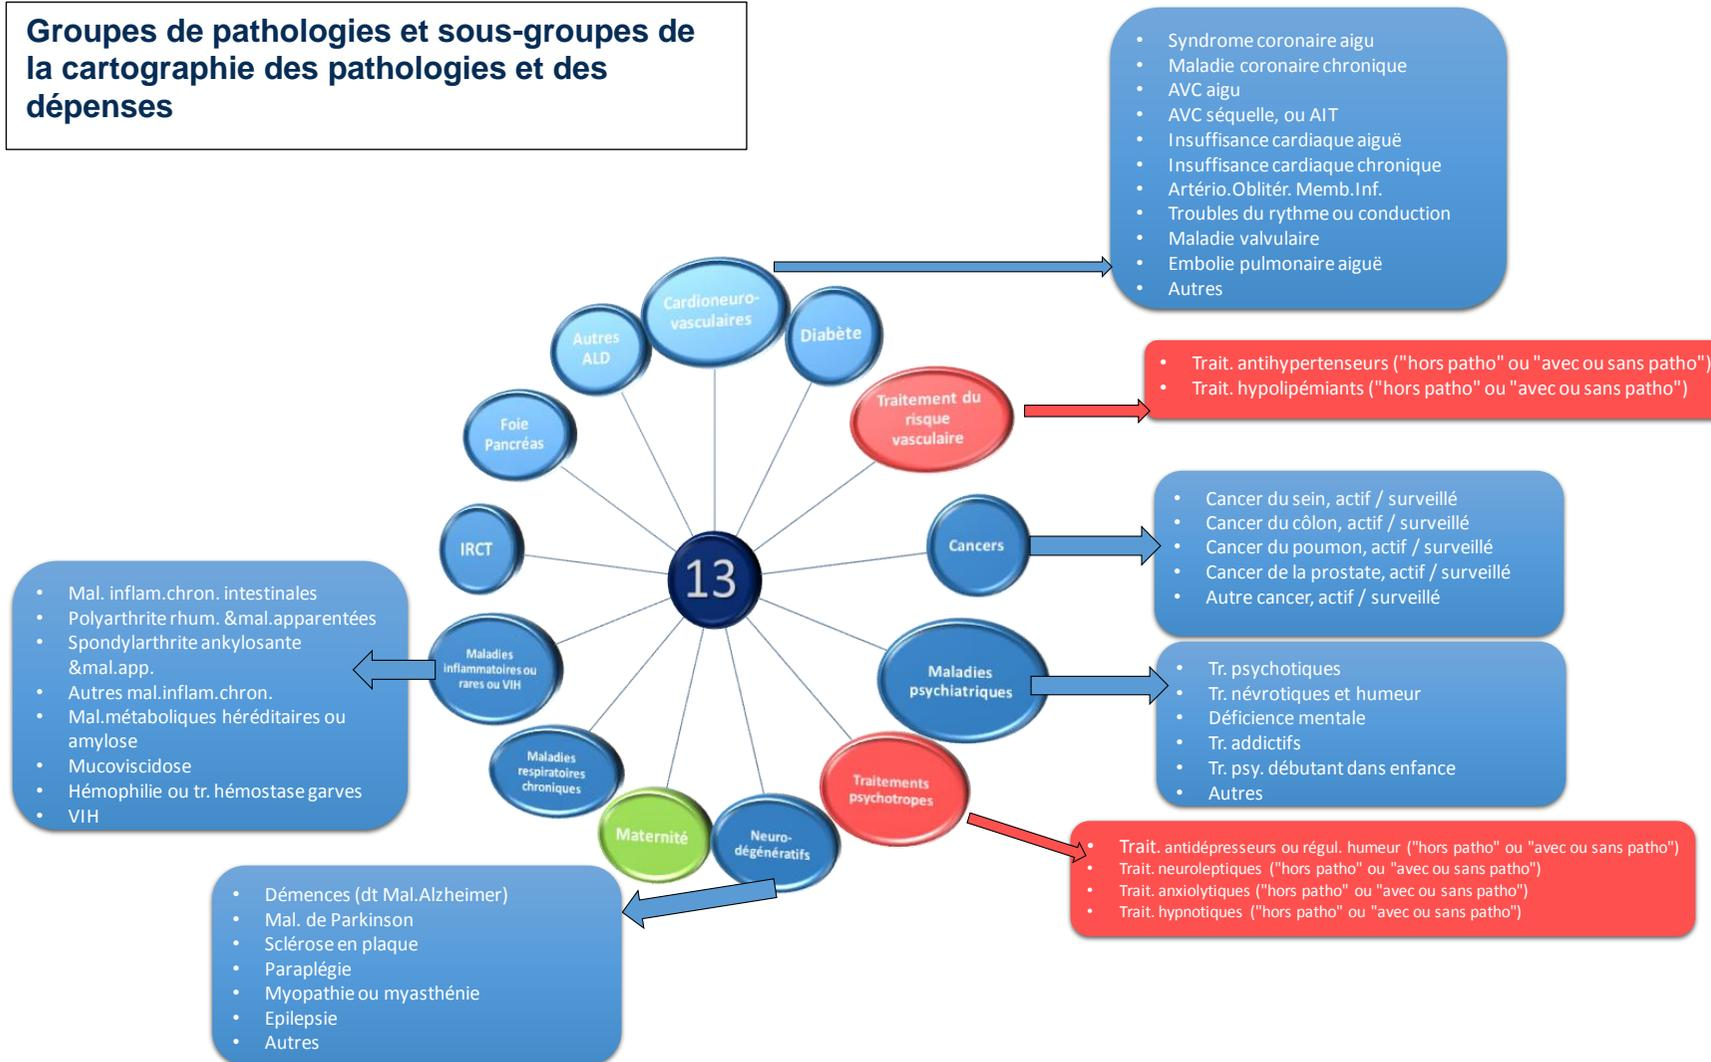 Groupes de pathologies et sous-groupes de
la cartographie des pathologies et des
dépenses
• Syndrome coronaire aigu
• Maladie coronaire chronique
• AVC aigu
• AVC séquelle, ou AIT
• Insuffisance cardiaque aiguë
• Insuffisance cardiaque chronique
• Artério.Oblitér. Memb.Inf.
• Troubles du rythme ou conduction
• Maladie valvulaire
• Embolie pulmonaire aiguë
• Autres
Cardioneuro-
vasculaires
Diabète
Autres
ALD
Traitement du
risque
vasculaire
• Trait. antihypertenseurs ("hors patho" ou "avec ou sans patho")
• Trait. hypolipémiants ("hors patho" ou "avec ou sans patho")
Foie
Pancréas
Cancers
• Cancer du sein, actif / surveillé
• Cancer du côlon, actif / surveillé
• Cancer du poumon, actif / surveillé
• Cancer de la prostate, actif / surveillé
• Autre cancer, actif / surveillé
IRCT
13
• Mal. inflam.chron. intestinales
• Polyarthrite rhum. &mal.apparentées
• Spondylarthrite ankylosante
&mal.app.
• Autres mal.inflam.chron.
• Mal.métaboliques héréditaires ou
amylose
• Mucoviscidose
• Hémophilie ou tr. hémostase garves
• VIH
Maladies
inflammatoires ou
rares ou VIH
Maladies
psychiatriques
• Tr. psychotiques
• Tr. névrotiques et humeur
• Déficience mentale
• Tr. addictifs
• Tr. psy. débutant dans enfance
• Autres
Maladies
respiratoires
chroniques
Traitements
psychotropes
Maternité
Neuro-
dégénératifs
• Trait. antidépresseurs ou régul. humeur ("hors patho" ou "avec ou sans patho")
• Trait. neuroleptiques ("hors patho" ou "avec ou sans patho")
• Trait. anxiolytiques ("hors patho" ou "avec ou sans patho")
• Trait. hypnotiques ("hors patho" ou "avec ou sans patho")
• Démences (dt Mal.Alzheimer)
• Mal. de Parkinson
• Sclérose en plaque
• Paraplégie
• Myopathie ou myasthénie
• Epilepsie
• Autres